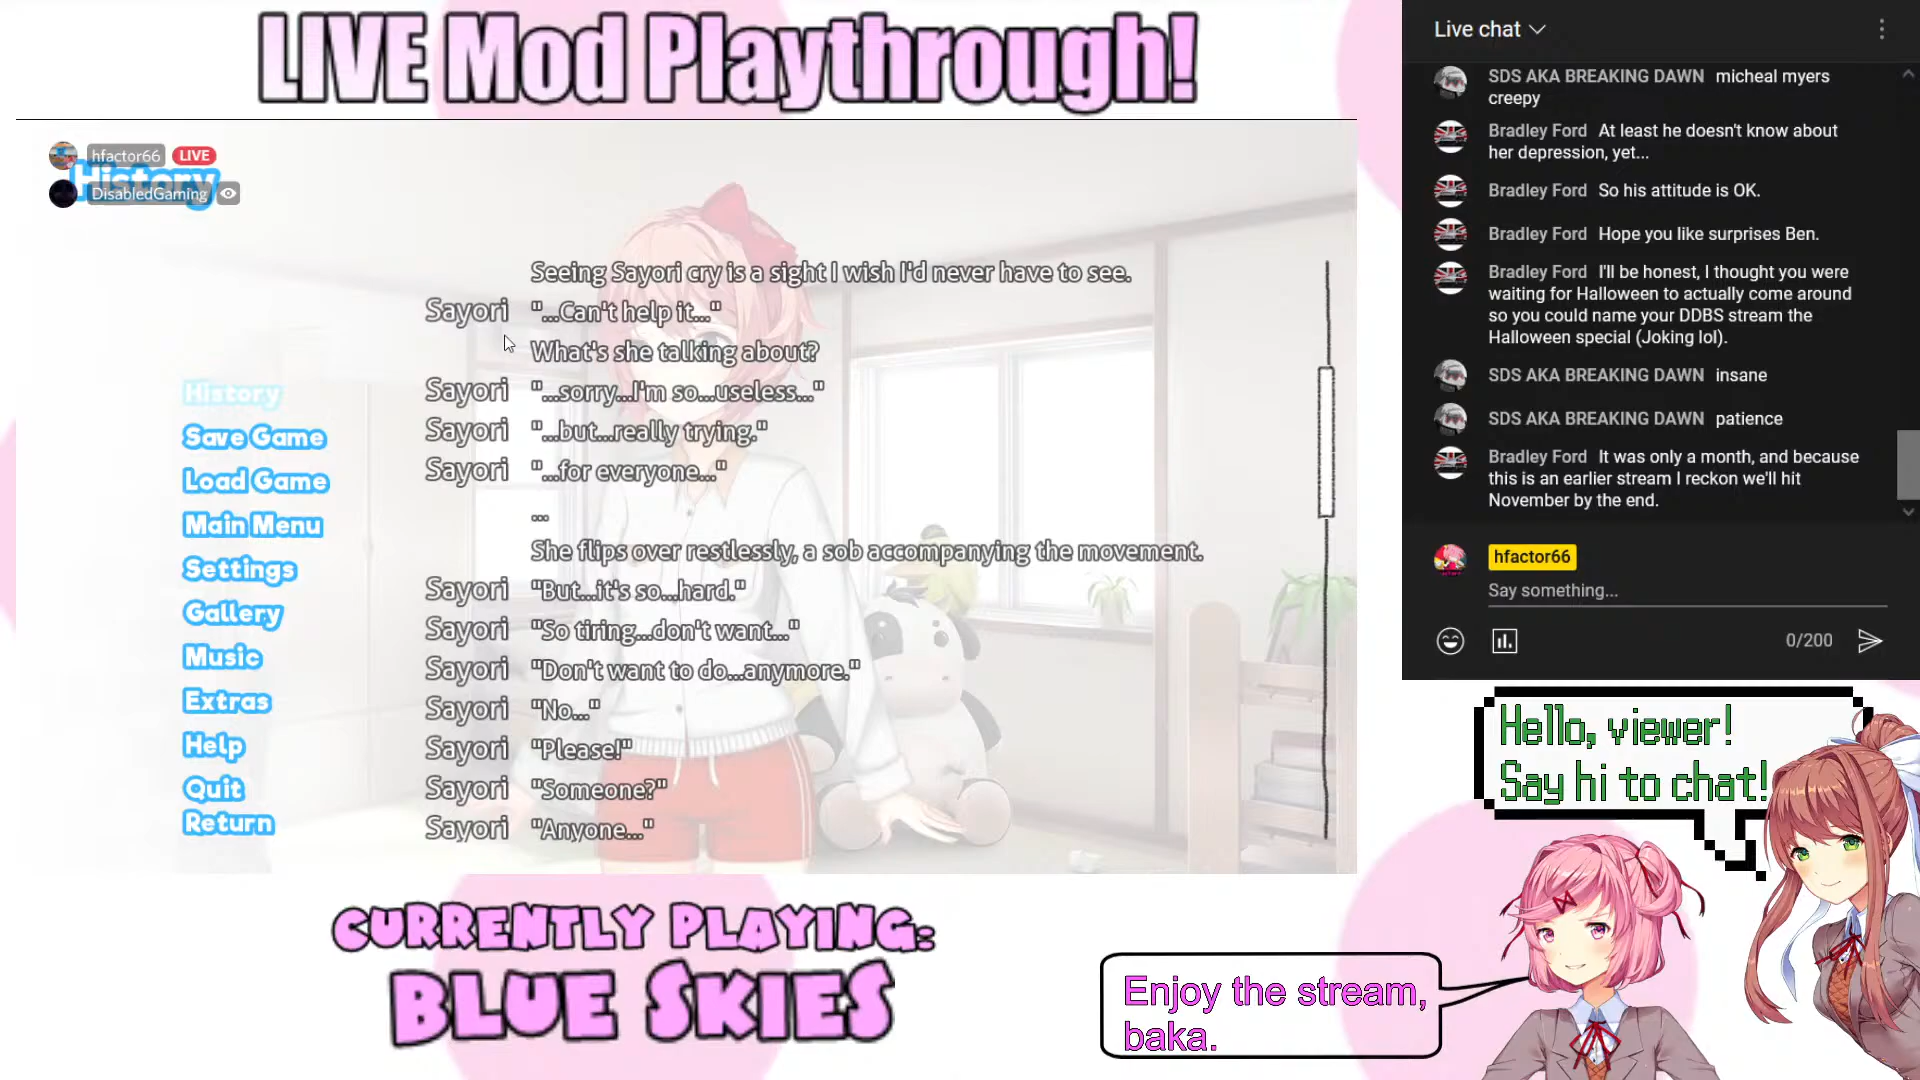 LIVE Mod Playthrough!
hfactor66 LIVE
History
DisabledGaming
Seeing Sayori cry is a sight I wish I'd never have to see.
Sayori "...Can't help it..."
What's she talking about?
Sayori "...sorry...I'm so...useless..."
Sayori "...but...really trying."
Sayori "...for everyone..."
...
She flips over restlessly, a sob accompanying the movement.
Sayori "But...it's so...hard."
Sayori "So tiring...don't want..."
Sayori "Don't want to do...anymore."
Sayori "No..."
Sayori "Please!"
Sayori "Someone?"
Sayori "Anyone..."
History
Save Game
Load Game
Main Menu
Settings
Gallery
Music
Extras
Help
Quit
Return
CURRENTLY PLAYING:
BLUE SKIES
Live chat
SDS AKA BREAKING DAWN micheal myers
creepy
Bradley Ford At least he doesn't know about
her depression, yet...
Bradley Ford So his attitude is OK.
Bradley Ford Hope you like surprises Ben.
Bradley Ford I'll be honest, I thought you were
waiting for Halloween to actually come around
so you could name your DDBS stream the
Halloween special (Joking lol).
SDS AKA BREAKING DAWN insane
SDS AKA BREAKING DAWN patience
Bradley Ford It was only a month, and because
this is an earlier stream I reckon we'll hit
November by the end.
hfactor66
Say something...
0/200
Hello, viewer!
Say hi to chat!
Enjoy the stream,
baka.